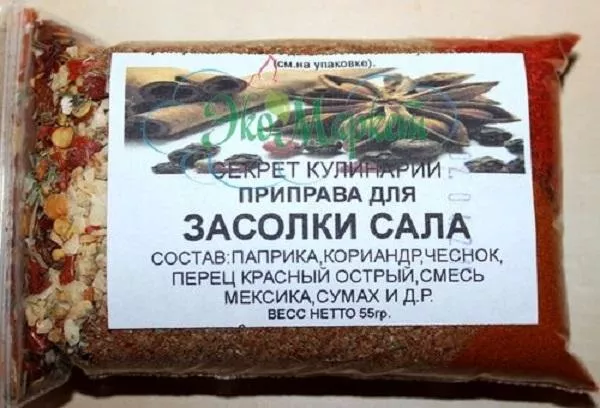 (см.на упаковке).
ЭкоМаркет
СЕКРЕТ КУЛИНАРИИ
ПРИПРАВА ДЛЯ
ЗАСОЛКИ САЛА
СОСТАВ:ПАПРИКА,КОРИАНДР,ЧЕСНОК,
ПЕРЕЦ КРАСНЫЙ ОСТРЫЙ,СМЕСЬ
МЕКСИКА,СУМАХ И Д.Р.
ВЕСС НЕТТО 55гр.